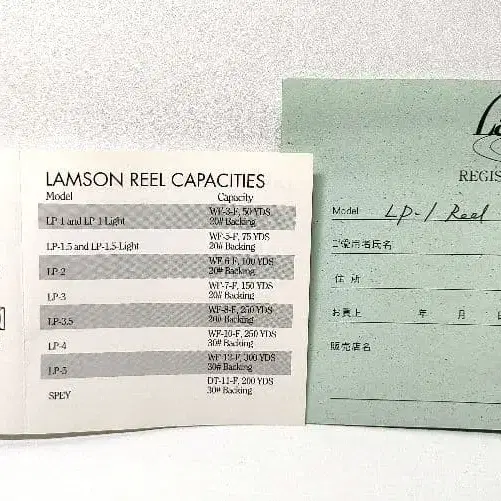 LAMSON REEL CAPACITIES
Model Capacity
LP-1 and LP-1-Light WF-3-F, 50 YDS
20# Backing
LP-1.5 and LP-1.5-Light WF-5-F, 75 YDS
20# Backing
LP-2 WF-6-F, 100 YDS
20# Backing
LP-3 WF-7-F, 150 YDS
20# Backing
LP-3.5 WF-8-F, 250 YDS
20# Backing
LP-4 WF-10-F, 250 YDS
30# Backing
LP-5 WF-12-F, 300 YDS
30# Backing
SPEY DT-11-F, 200 YDS
30# Backing
REGIS
Model LP-1 Reel
ご愛用者氏名
住所
お買上 年 月 日
販売店名